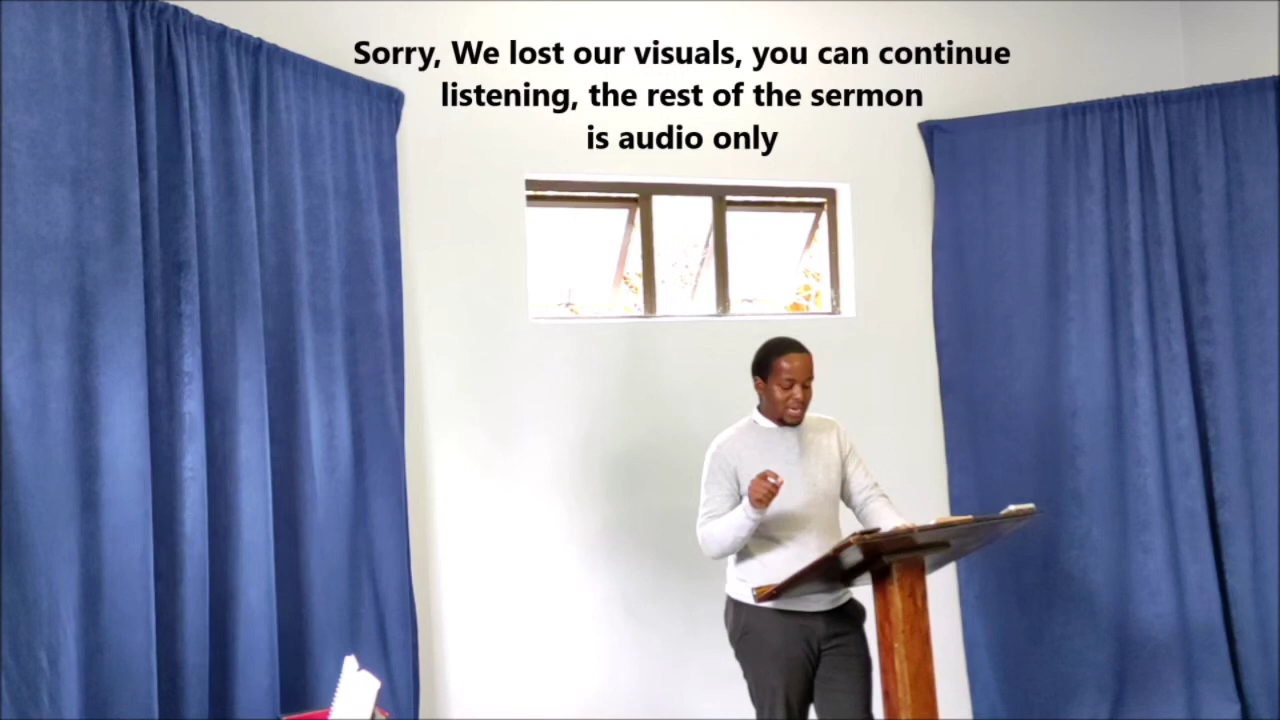 Sorry, We lost our visuals, you can continue
listening, the rest of the sermon
is audio only